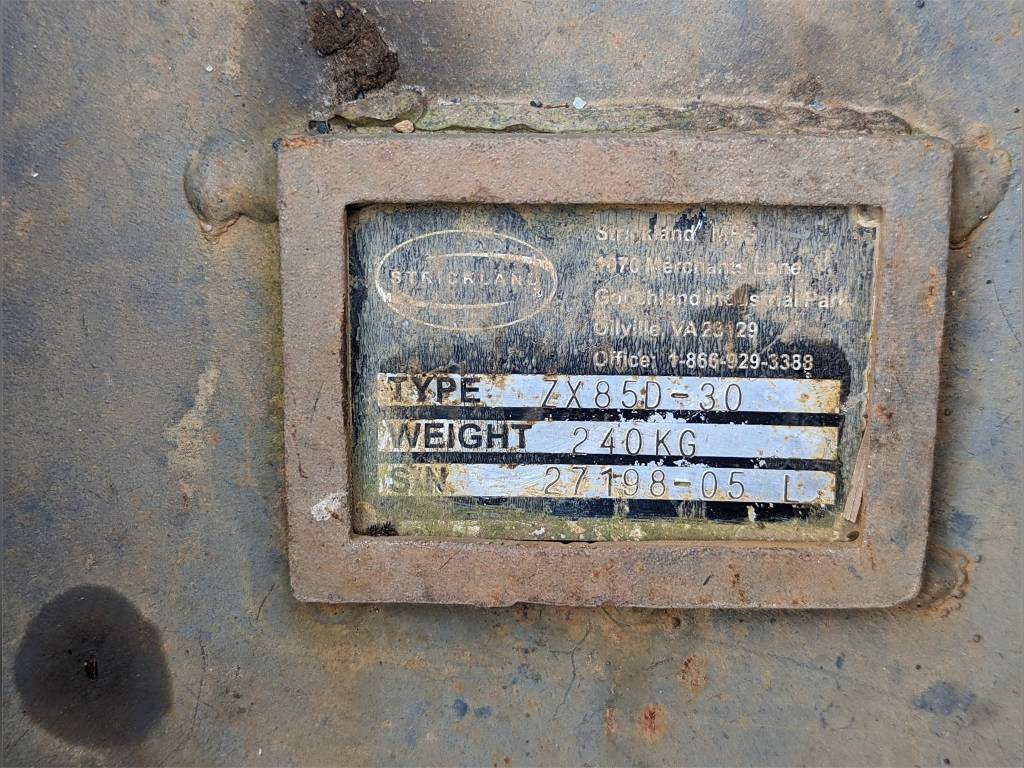 STRICKLAND
Strickland MFG
1070 Merchants Lane
Goochland Industrial Park
Oilville, VA 23129
Office: 1-866-929-3388
TYPE ZX85D-30
WEIGHT 240KG
S/N 27198-05 L